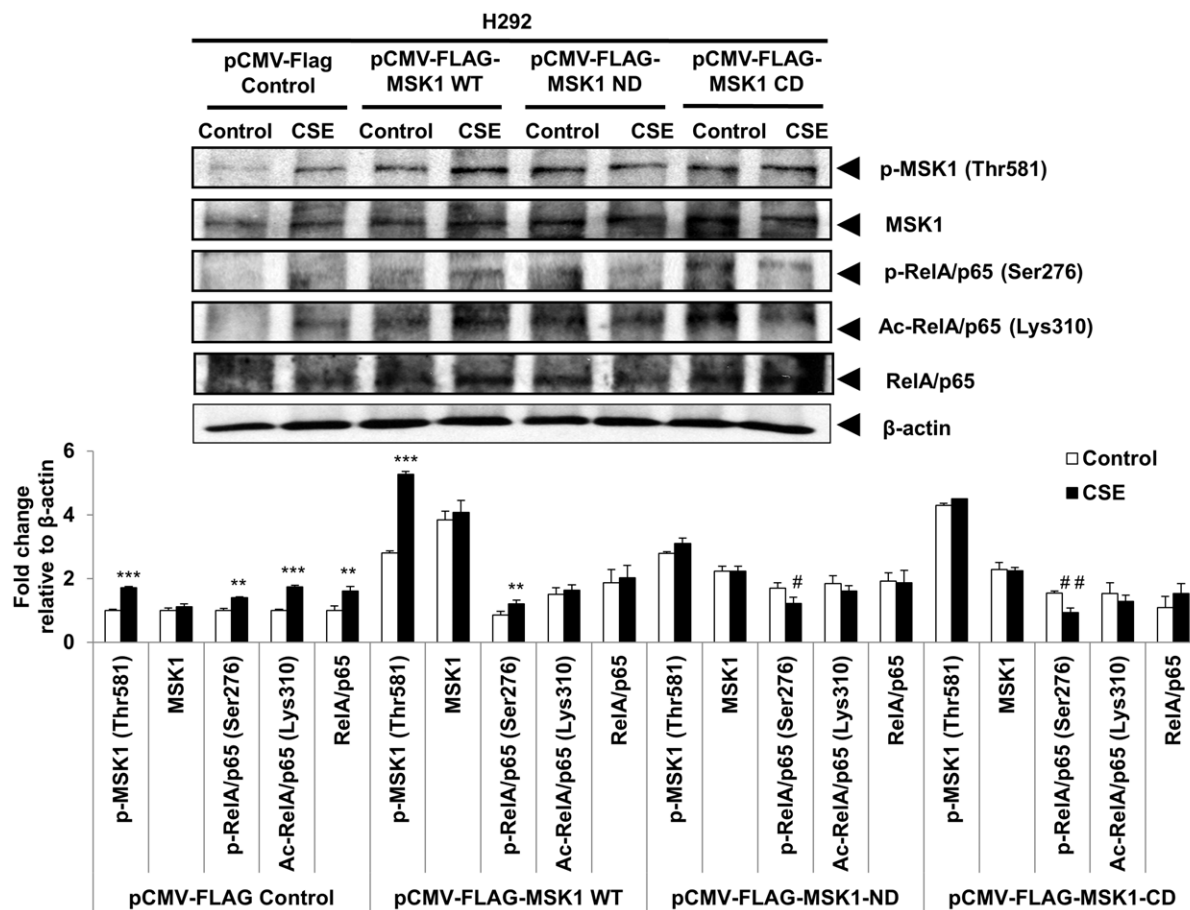 H292
pCMV-Flag Control
pCMV-FLAG-MSK1 WT
pCMV-FLAG-MSK1 ND
pCMV-FLAG-MSK1 CD
Control CSE Control CSE Control CSE Control CSE
p-MSK1 (Thr581)
MSK1
p-RelA/p65 (Ser276)
Ac-RelA/p65 (Lys310)
RelA/p65
β-actin
Fold change
relative to β-actin
6
4
2
0
Control
CSE
*** ** *** ** *** ** # ##
p-MSK1 (Thr581)
MSK1
p-RelA/p65 (Ser276)
Ac-RelA/p65 (Lys310)
RelA/p65
p-MSK1 (Thr581)
MSK1
p-RelA/p65 (Ser276)
Ac-RelA/p65 (Lys310)
RelA/p65
p-MSK1 (Thr581)
MSK1
p-RelA/p65 (Ser276)
Ac-RelA/p65 (Lys310)
RelA/p65
p-MSK1 (Thr581)
MSK1
p-RelA/p65 (Ser276)
Ac-RelA/p65 (Lys310)
RelA/p65
pCMV-FLAG Control
pCMV-FLAG-MSK1 WT
pCMV-FLAG-MSK1-ND
pCMV-FLAG-MSK1-CD